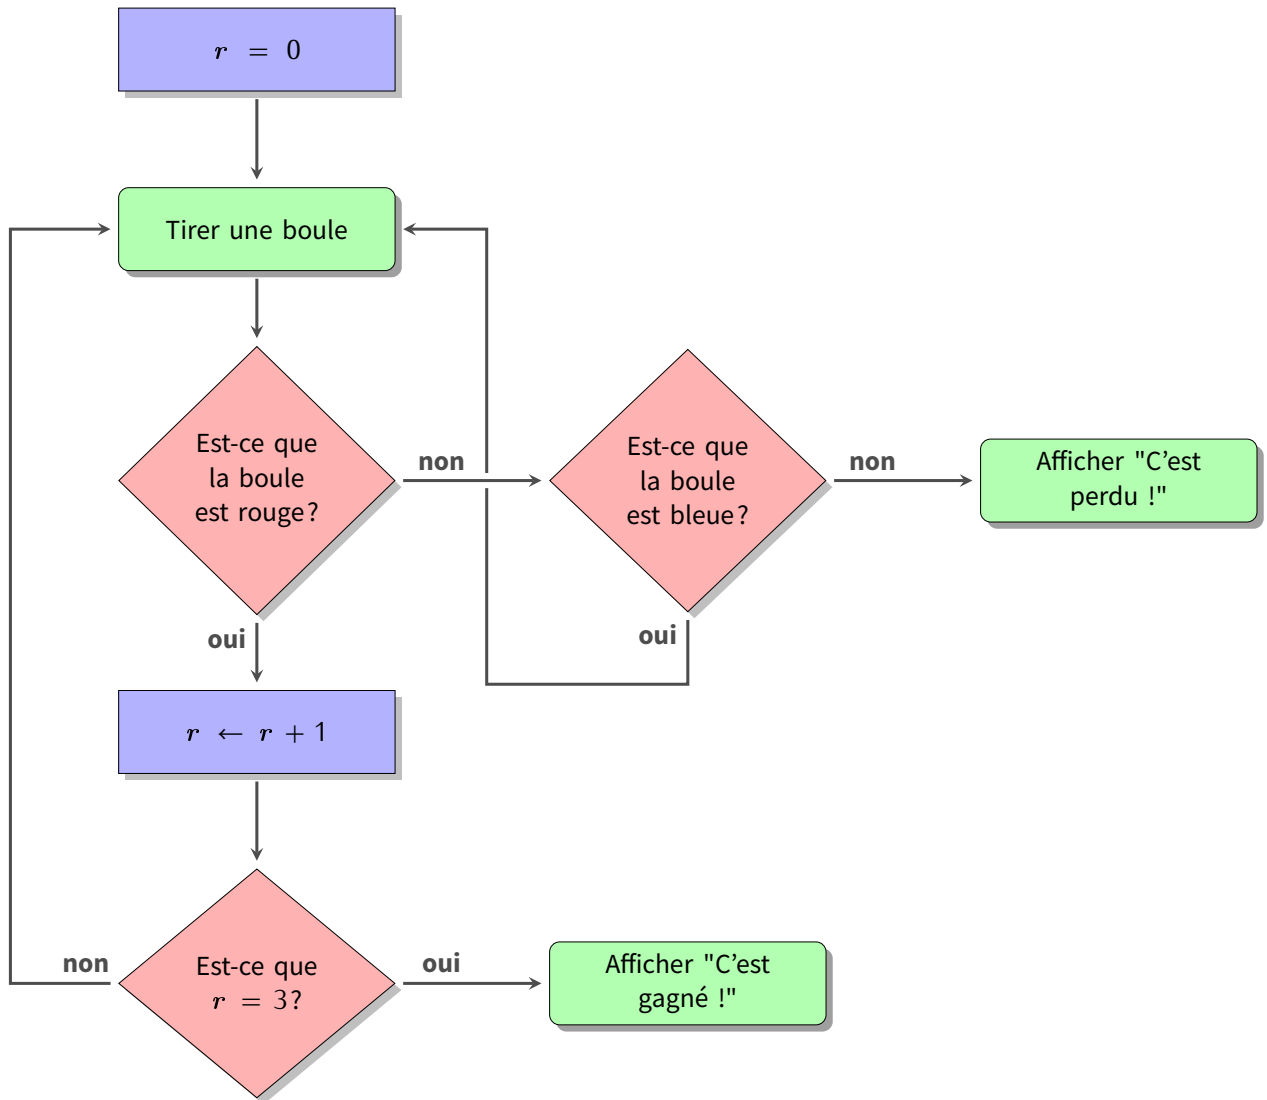 r = 0
Tirer une boule
Est-ce que
la boule
est rouge?
non
Est-ce que
la boule
est bleue?
non
Afficher "C'est
perdu !"
oui
oui
r ← r + 1
non
Est-ce que
r = 3?
oui
Afficher "C'est
gagné !"